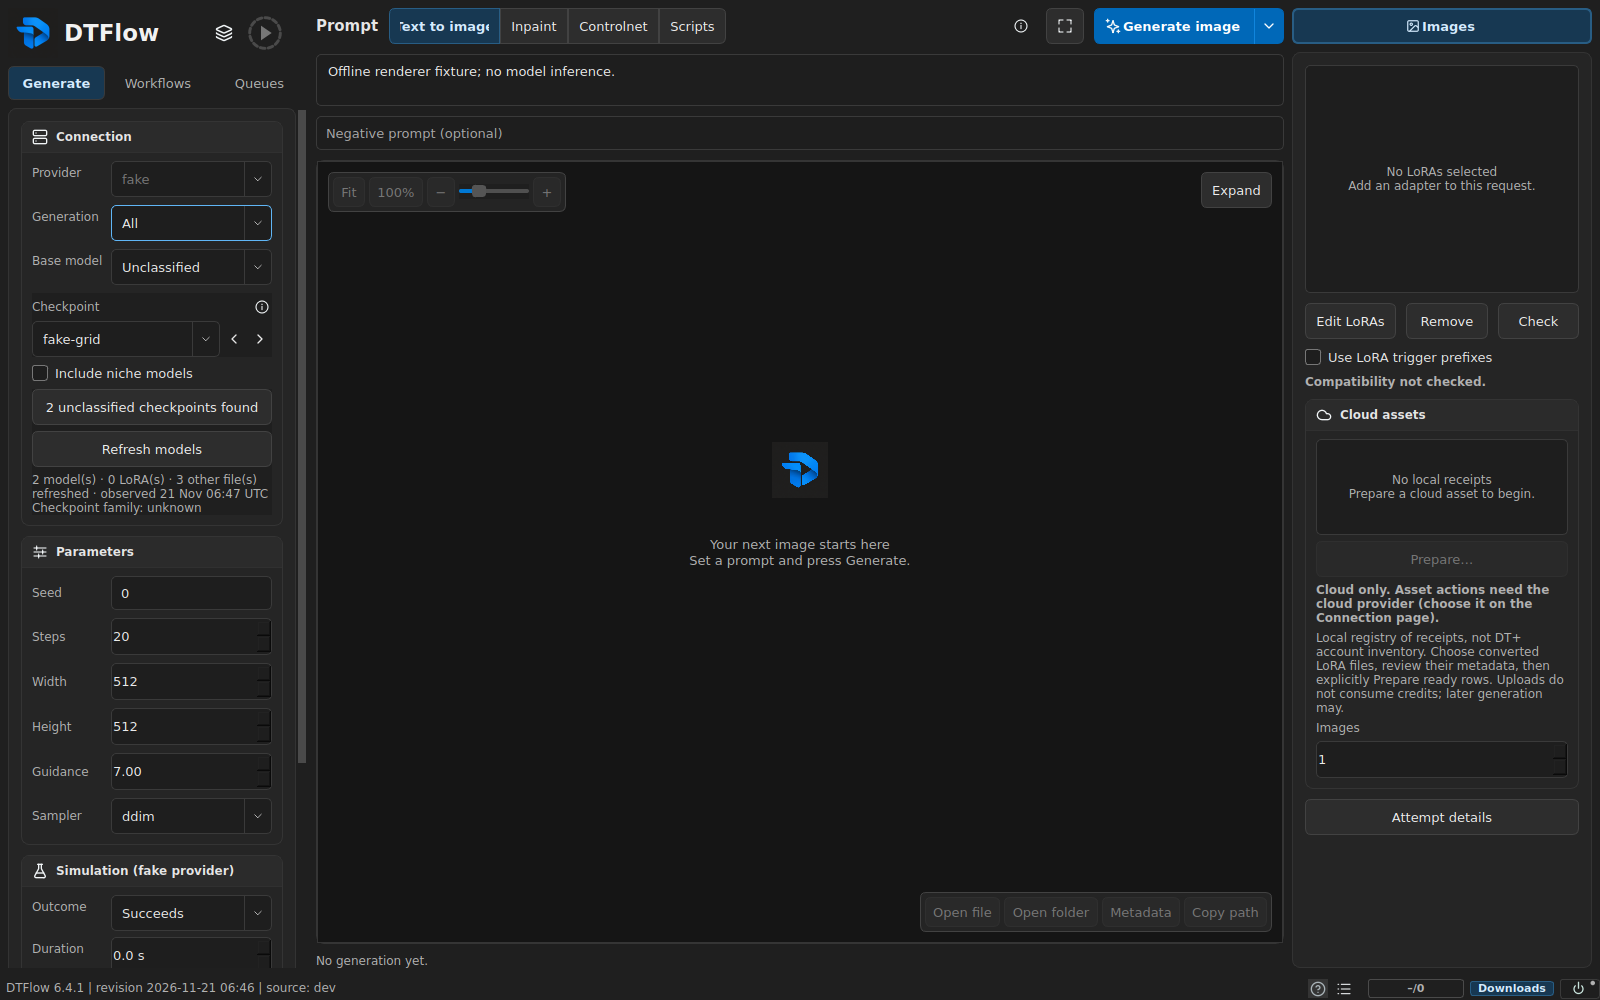 DTFlow
Generate
Workflows
Queues
Connection
Provider
fake
Generation
All
Base model
Unclassified
Checkpoint
fake-grid
Include niche models
2 unclassified checkpoints found
Refresh models
2 model(s) · 0 LoRA(s) · 3 other file(s)
refreshed · observed 21 Nov 06:47 UTC
Checkpoint family: unknown
Parameters
Seed
0
Steps
20
Width
512
Height
512
Guidance
7.00
Sampler
ddim
Simulation (fake provider)
Outcome
Succeeds
Duration
0.0 s
Prompt
Text to image
Inpaint
Controlnet
Scripts
Generate image
Offline renderer fixture; no model inference.
Negative prompt (optional)
Fit
100%
−
+
Expand
Your next image starts here
Set a prompt and press Generate.
Open file
Open folder
Metadata
Copy path
No generation yet.
Images
No LoRAs selected
Add an adapter to this request.
Edit LoRAs
Remove
Check
Use LoRA trigger prefixes
Compatibility not checked.
Cloud assets
No local receipts
Prepare a cloud asset to begin.
Prepare…
Cloud only. Asset actions need the
cloud provider (choose it on the
Connection page).
Local registry of receipts, not DT+
account inventory. Choose converted
LoRA files, review their metadata, then
explicitly Prepare ready rows. Uploads do
not consume credits; later generation
may.
Images
1
Attempt details
DTFlow 6.4.1 | revision 2026-11-21 06:46 | source: dev
–/0
Downloads